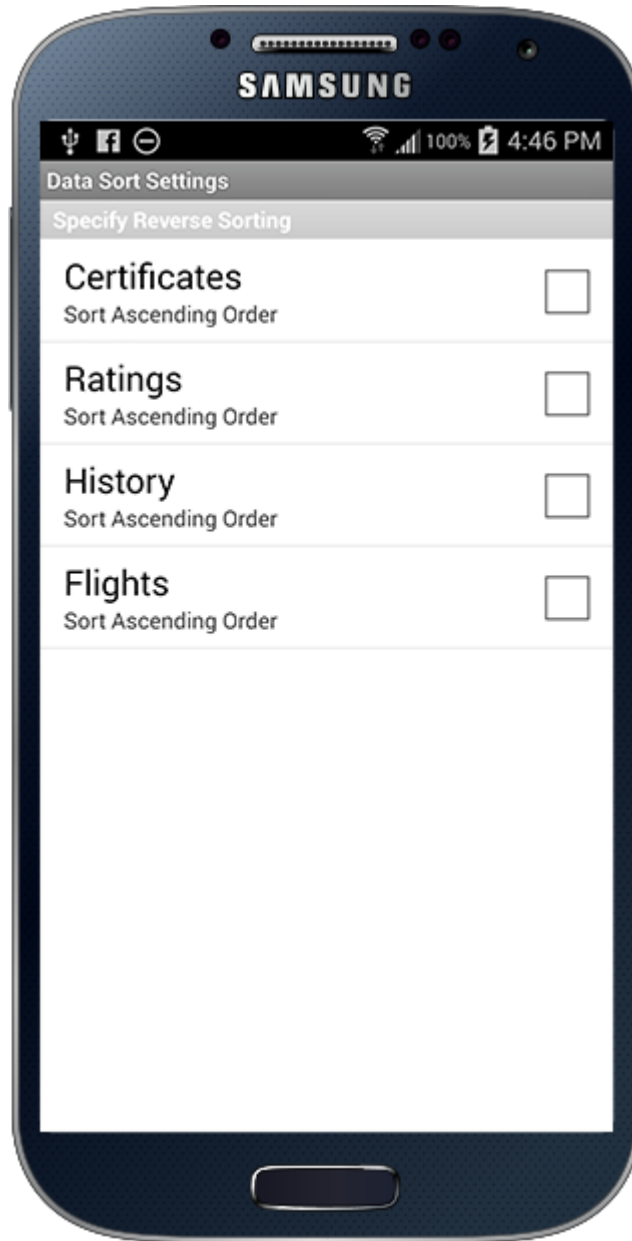 SAMSUNG
100% 4:46 PM
Data Sort Settings
Specify Reverse Sorting
Certificates
Sort Ascending Order
Ratings
Sort Ascending Order
History
Sort Ascending Order
Flights
Sort Ascending Order